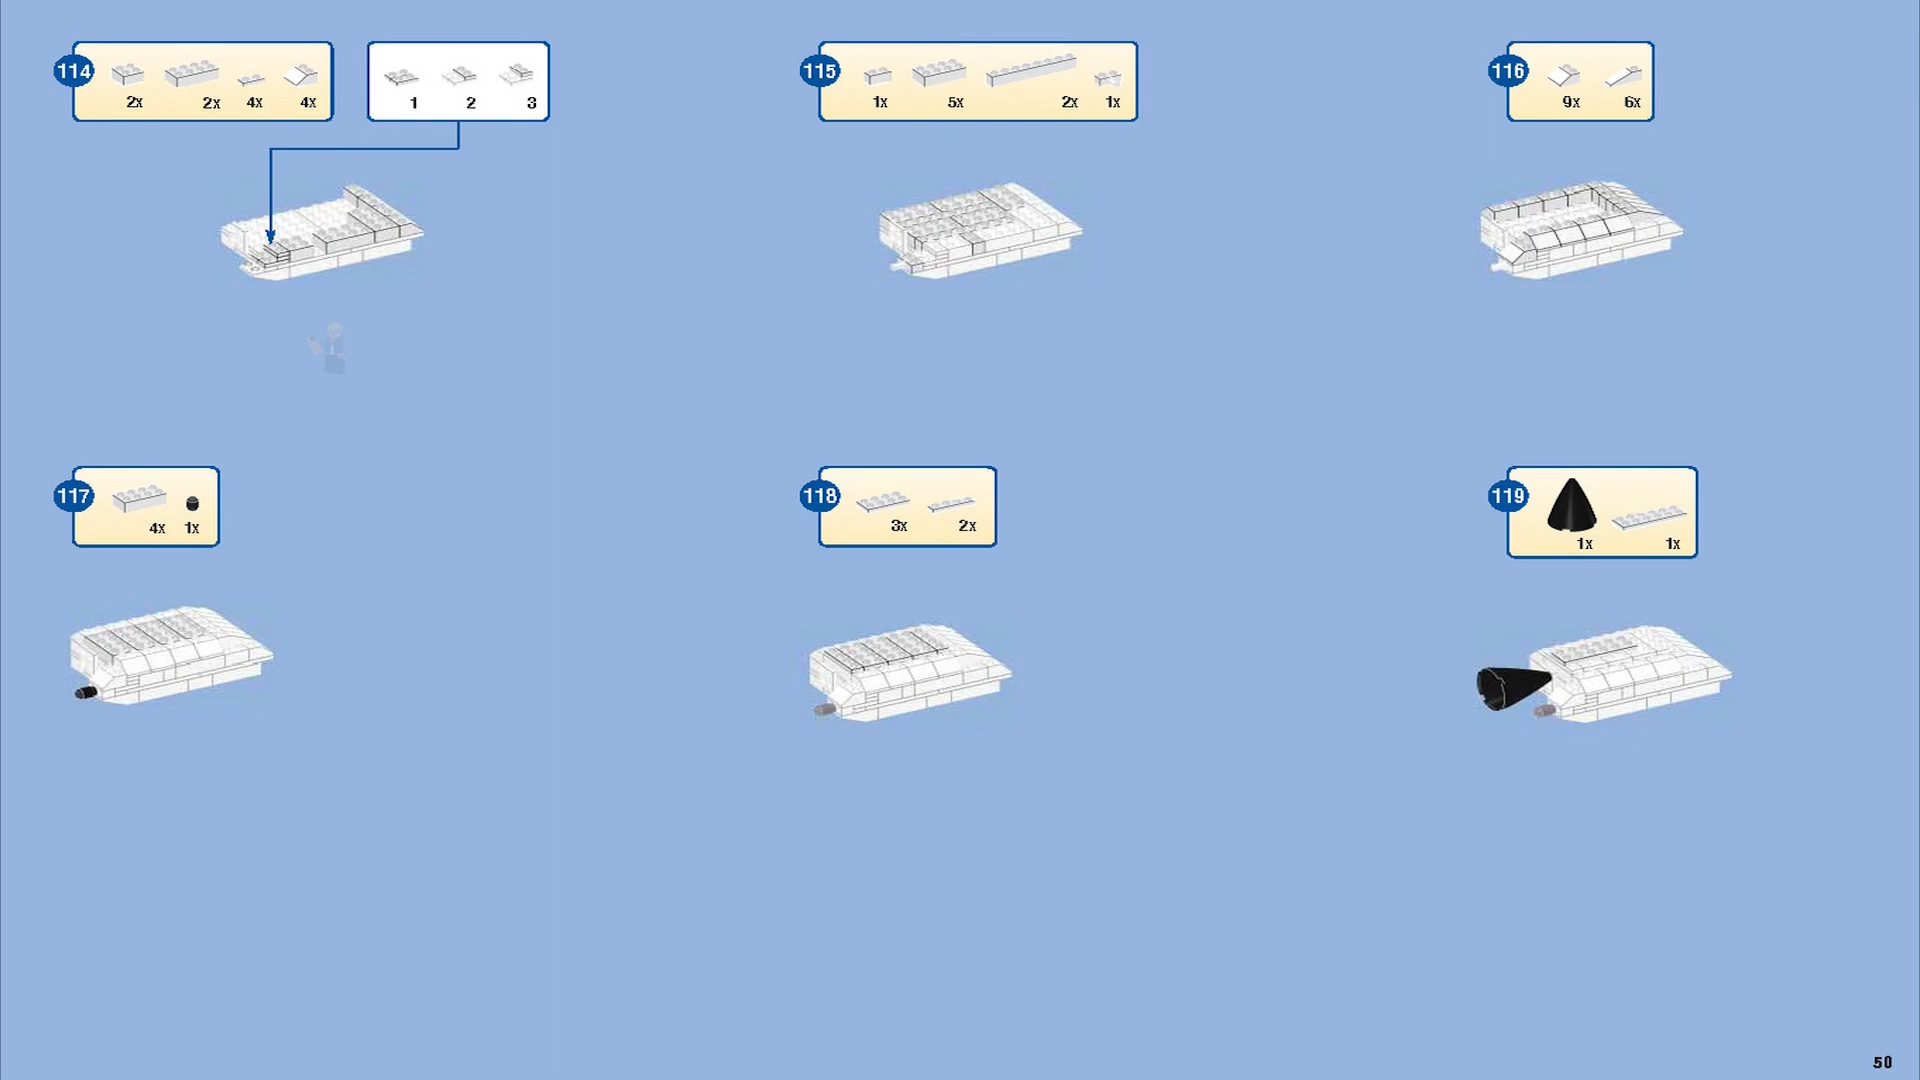 114
2x 2x 4x 4x
1 2 3
115
1x 5x 2x 1x
116
9x 6x
117
4x 1x
118
3x 2x
119
1x 1x
50